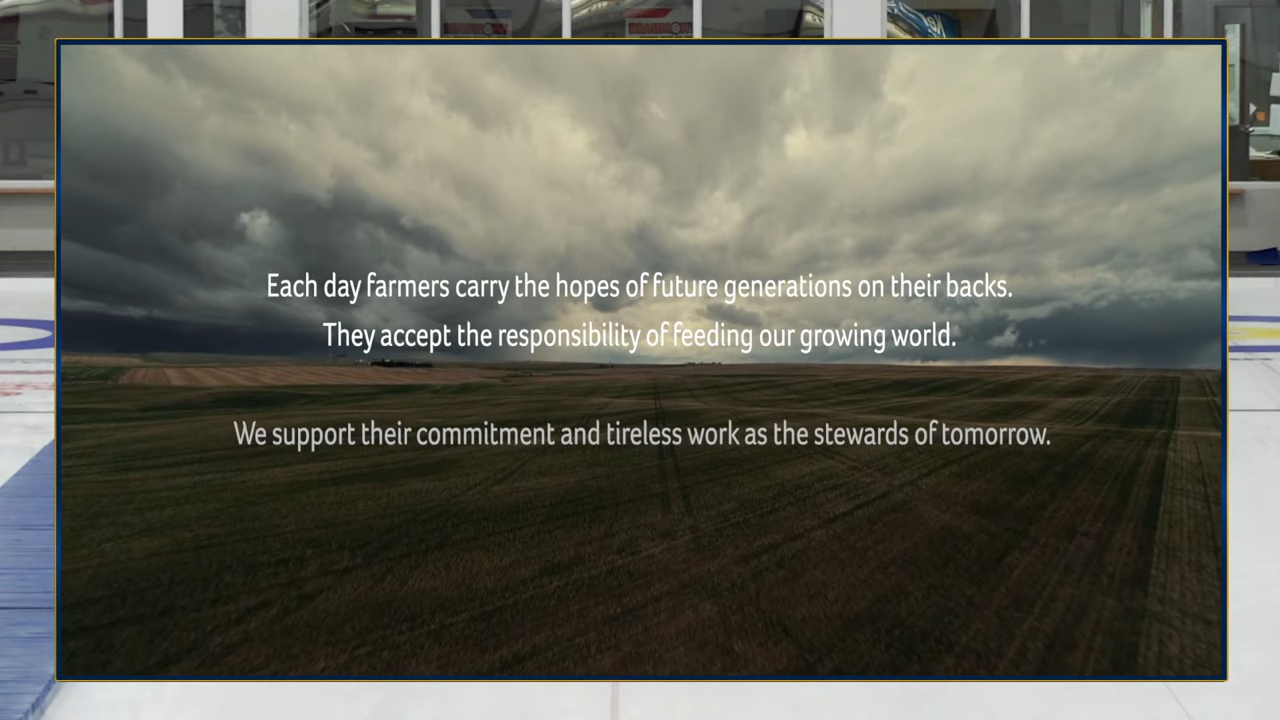 Each day farmers carry the hopes of future generations on their backs.
They accept the responsibility of feeding our growing world.
We support their commitment and tireless work as the stewards of tomorrow.